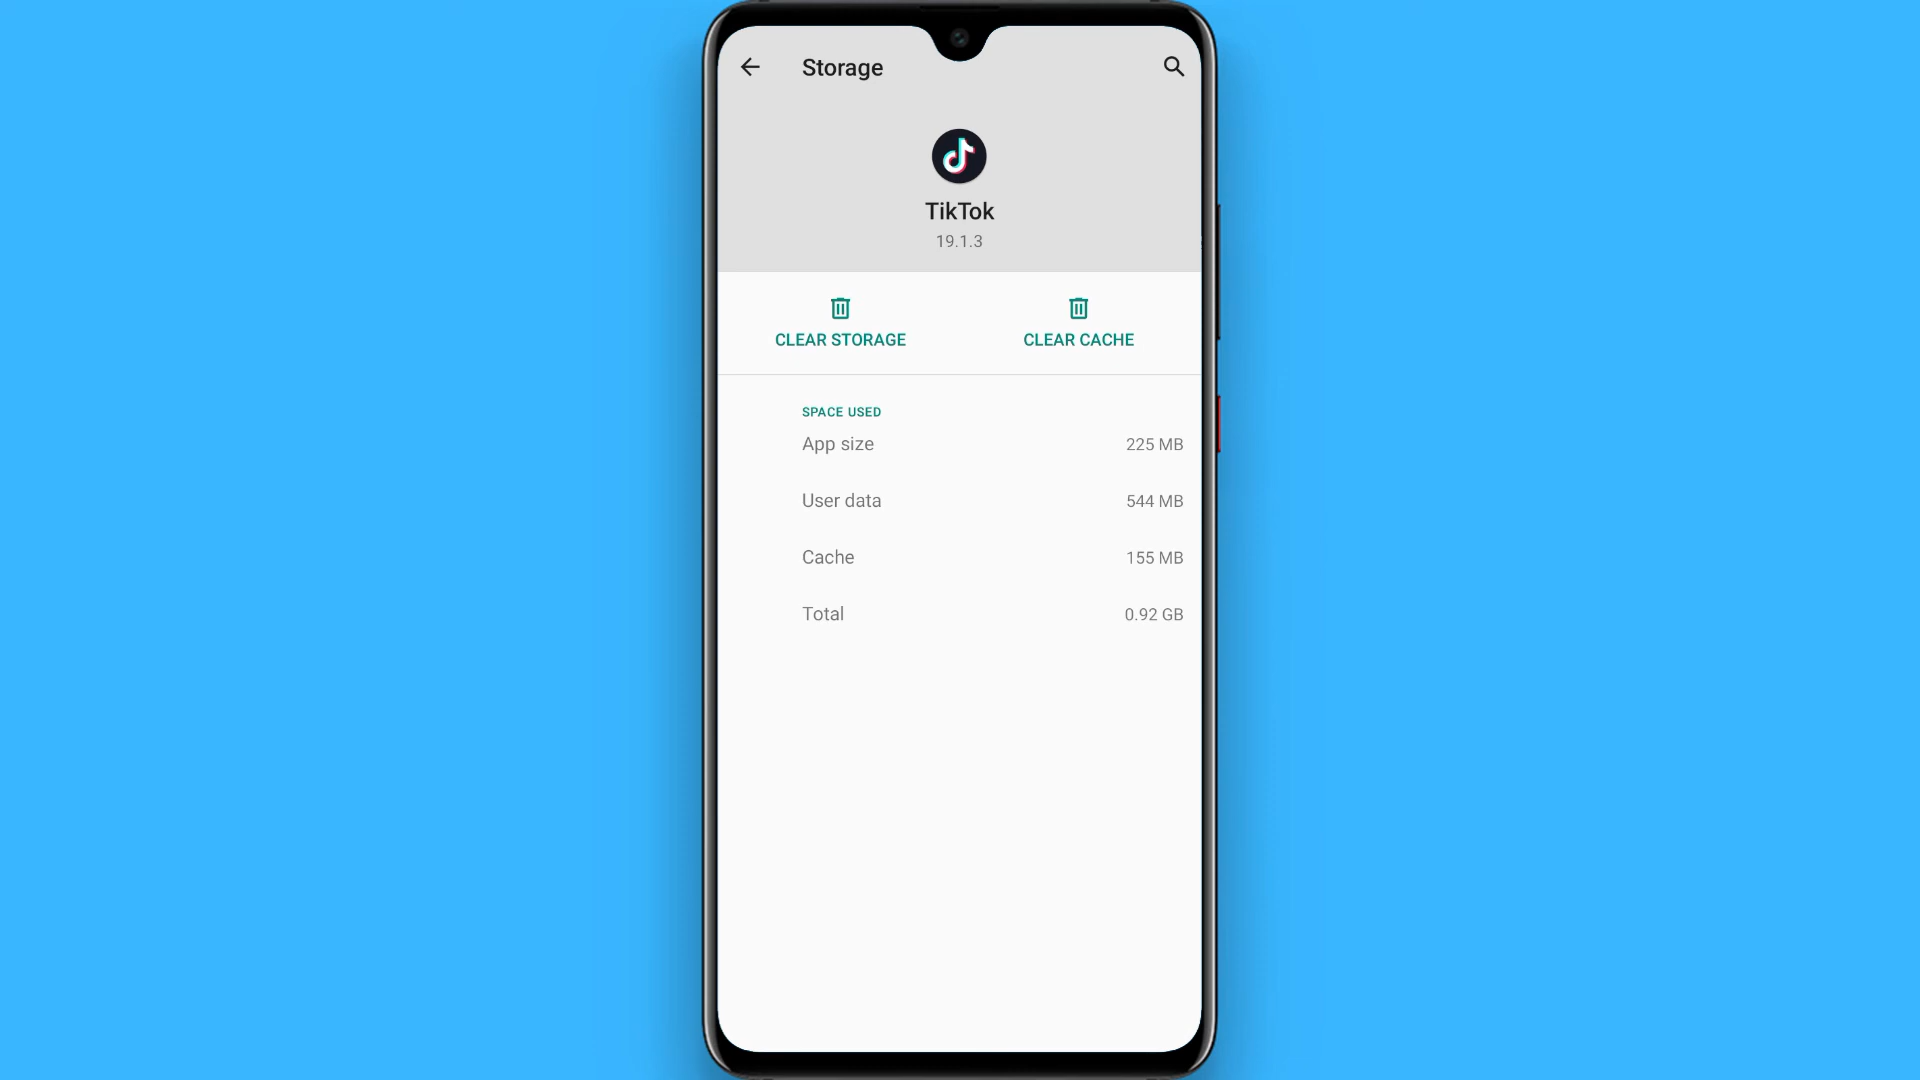 Storage
TikTok
19.1.3
CLEAR STORAGE
CLEAR CACHE
SPACE USED
App size 225 MB
User data 544 MB
Cache 155 MB
Total 0.92 GB